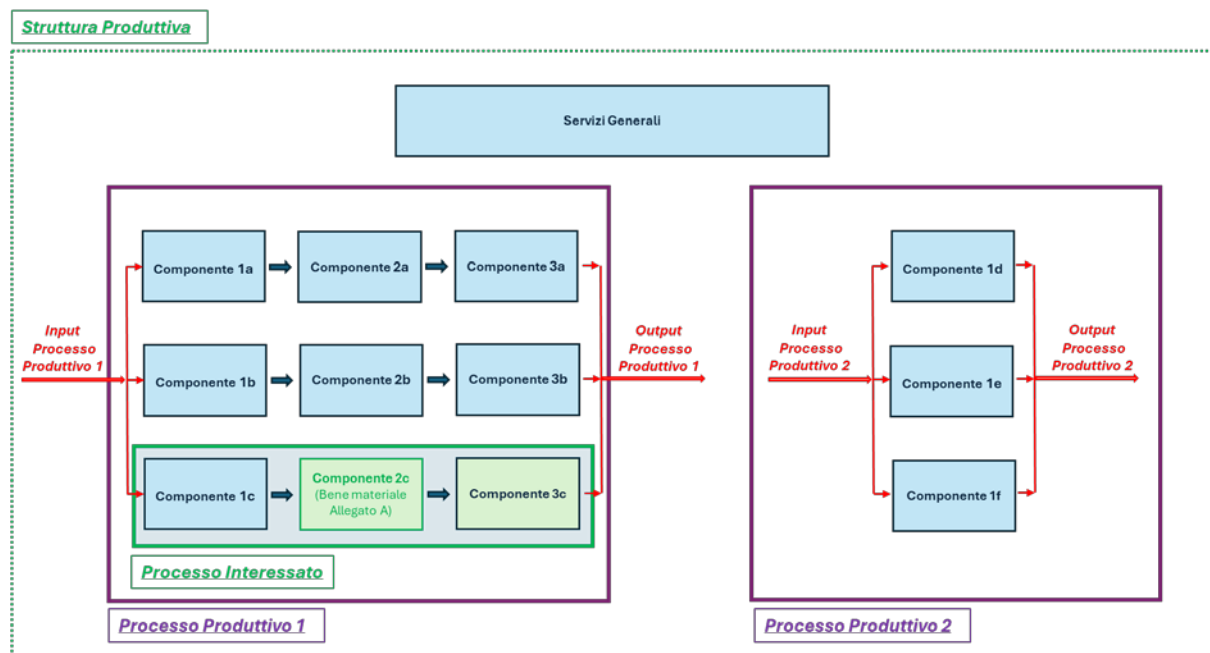 Struttura Produttiva
Servizi Generali
Componente 1a
Componente 2a
Componente 3a
Componente 1d
Input
Processo
Produttivo 1
Output
Processo
Produttivo 1
Input
Processo
Produttivo 2
Output
Processo
Produttivo 2
Componente 1b
Componente 2b
Componente 3b
Componente 1e
Componente 1c
Componente 2c
(Bene materiale
Allegato A)
Componente 3c
Componente 1f
Processo Interessato
Processo Produttivo 1
Processo Produttivo 2